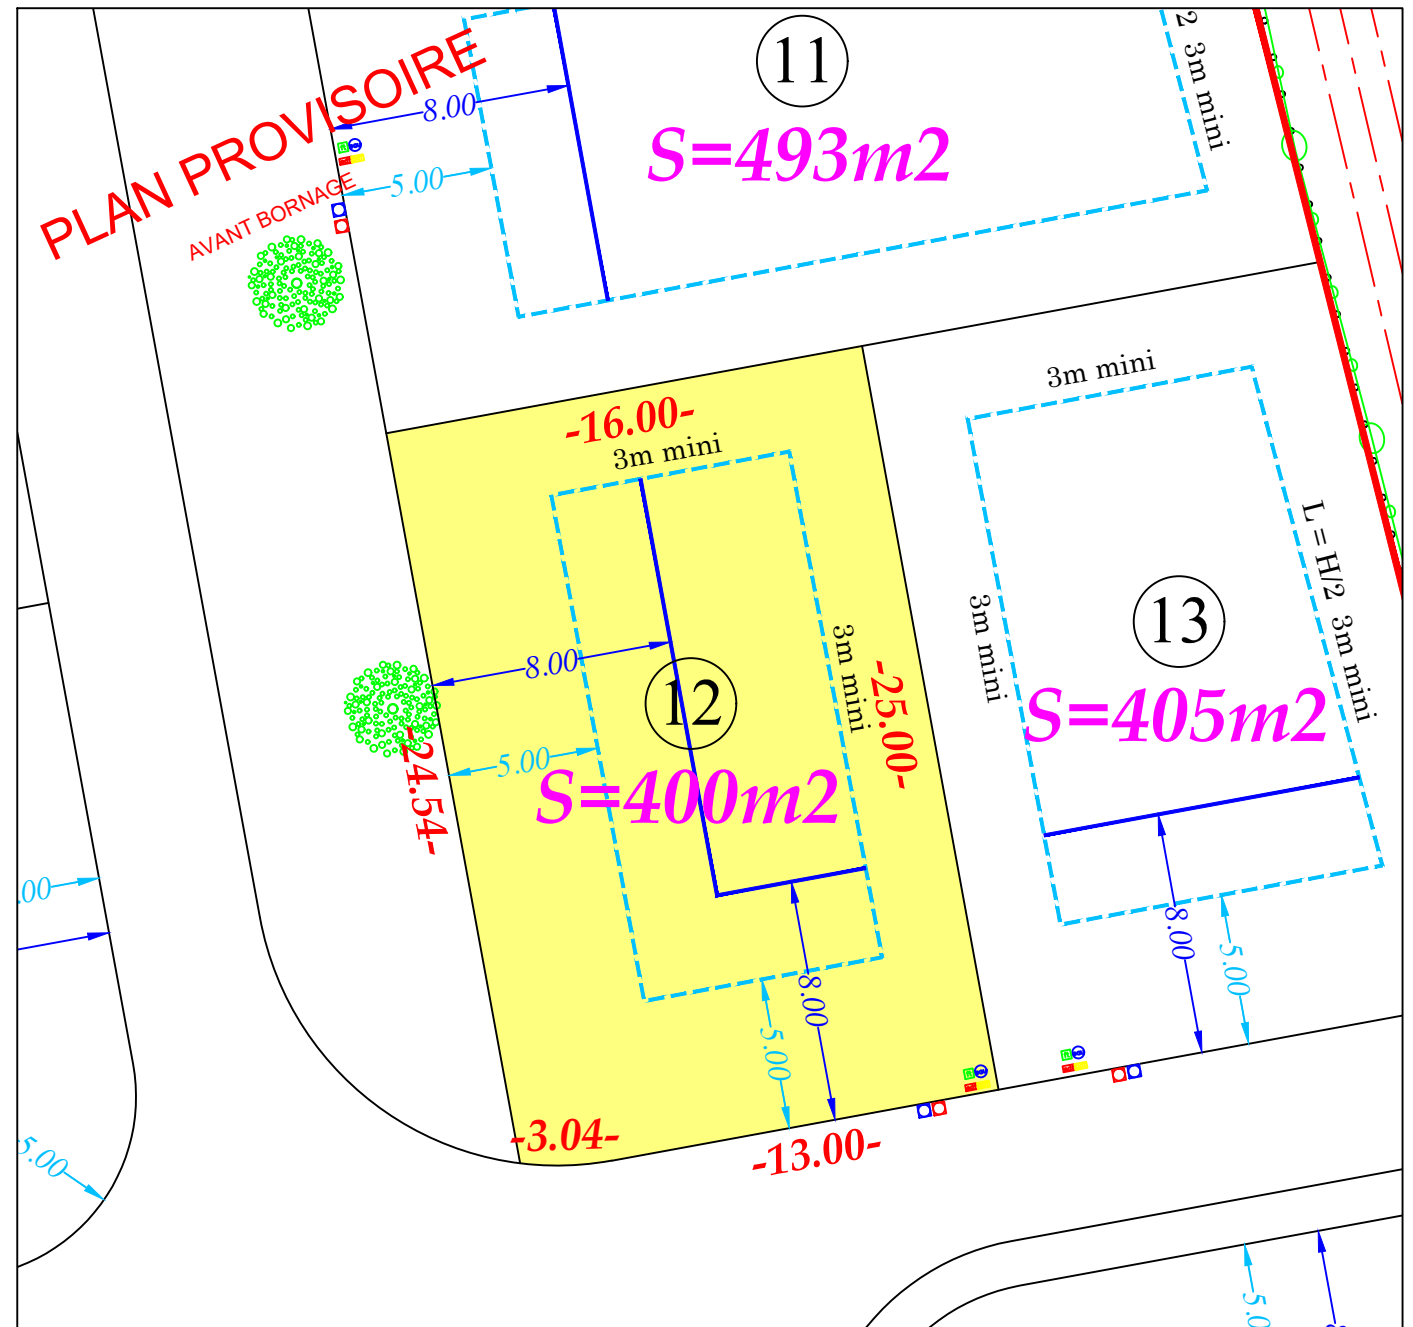 PLAN PROVISOIRE
AVANT BORNAGE
11
S=493m2
8.00
5.00
2 3m mini
-16.00-
3m mini
8.00
12
5.00
S=400m2
3m mini
-25.00-
-24.54-
8.00
5.00
-3.04-
-13.00-
3m mini
3m mini
13
S=405m2
L = H/2 3m mini
8.00
5.00
.00
5.00
5.0